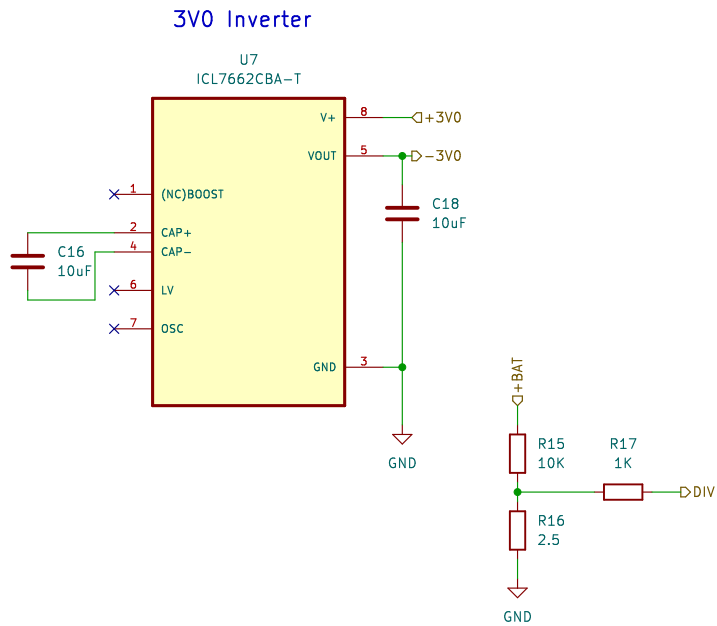 3V0 Inverter
U7
ICL7662CBA-T
V+
8
+3V0
VOUT
5
-3V0
1
(NC)BOOST
C18
10uF
2
CAP+
4
CAP-
C16
10uF
6
LV
7
OSC
GND
3
GND
+BAT
R15
10K
R17
1K
DIV
R16
2.5
GND